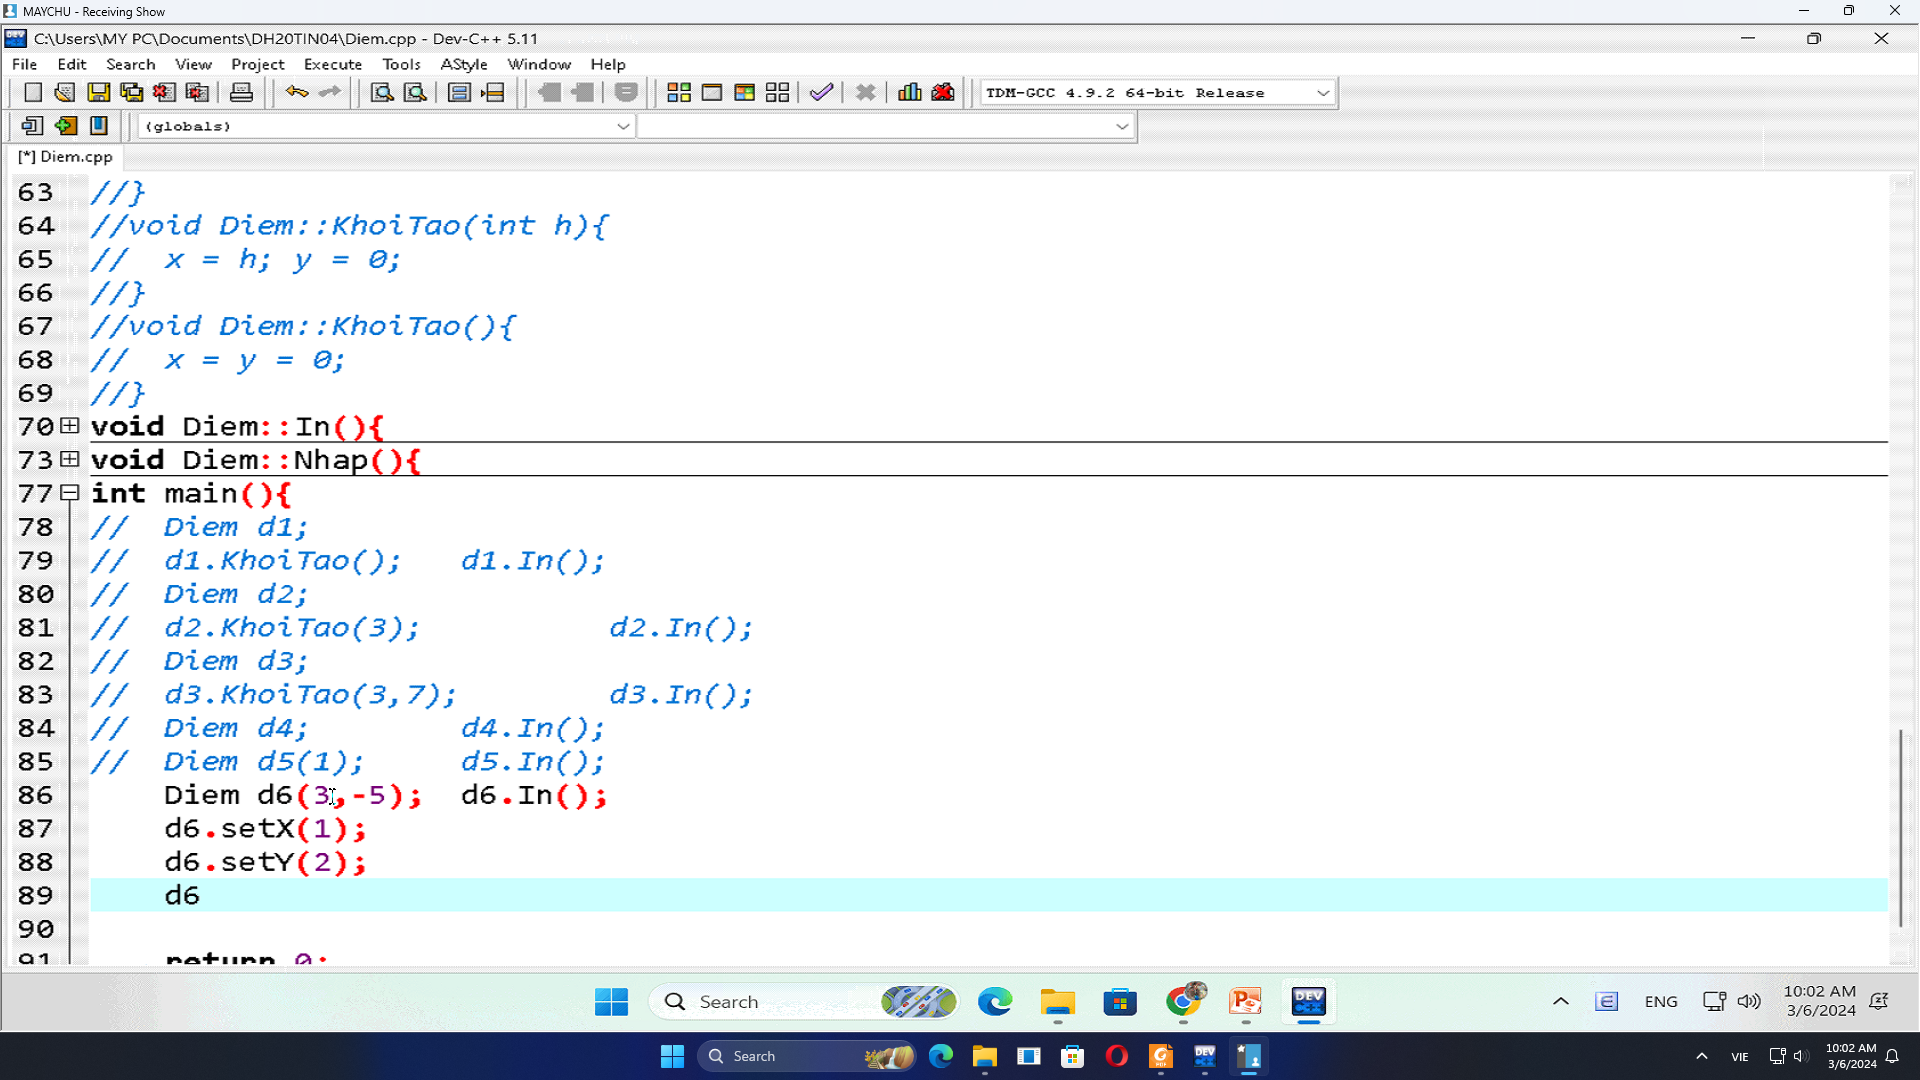 MAYCHU - Receiving Show
C:\Users\MY PC\Documents\DH20TIN04\Diem.cpp - Dev-C++ 5.11
File Edit Search View Project Execute Tools AStyle Window Help
TDM-GCC 4.9.2 64-bit Release
(globals)
[*] Diem.cpp
63 //}
64 //void Diem::KhoiTao(int h){
65 // x = h; y = 0;
66 //}
67 //void Diem::KhoiTao(){
68 // x = y = 0;
69 //}
70 void Diem::In(){
73 void Diem::Nhap(){
77 int main(){
78 // Diem d1;
79 // d1.KhoiTao(); d1.In();
80 // Diem d2;
81 // d2.KhoiTao(3); d2.In();
82 // Diem d3;
83 // d3.KhoiTao(3,7); d3.In();
84 // Diem d4; d4.In();
85 // Diem d5(1); d5.In();
86 Diem d6(3,-5); d6.In();
87 d6.setX(1);
88 d6.setY(2);
89 d6
90
91 return 0;
Search
DEV
ENG
10:02 AM
3/6/2024
Search
DEV
VIE
10:02 AM
3/6/2024